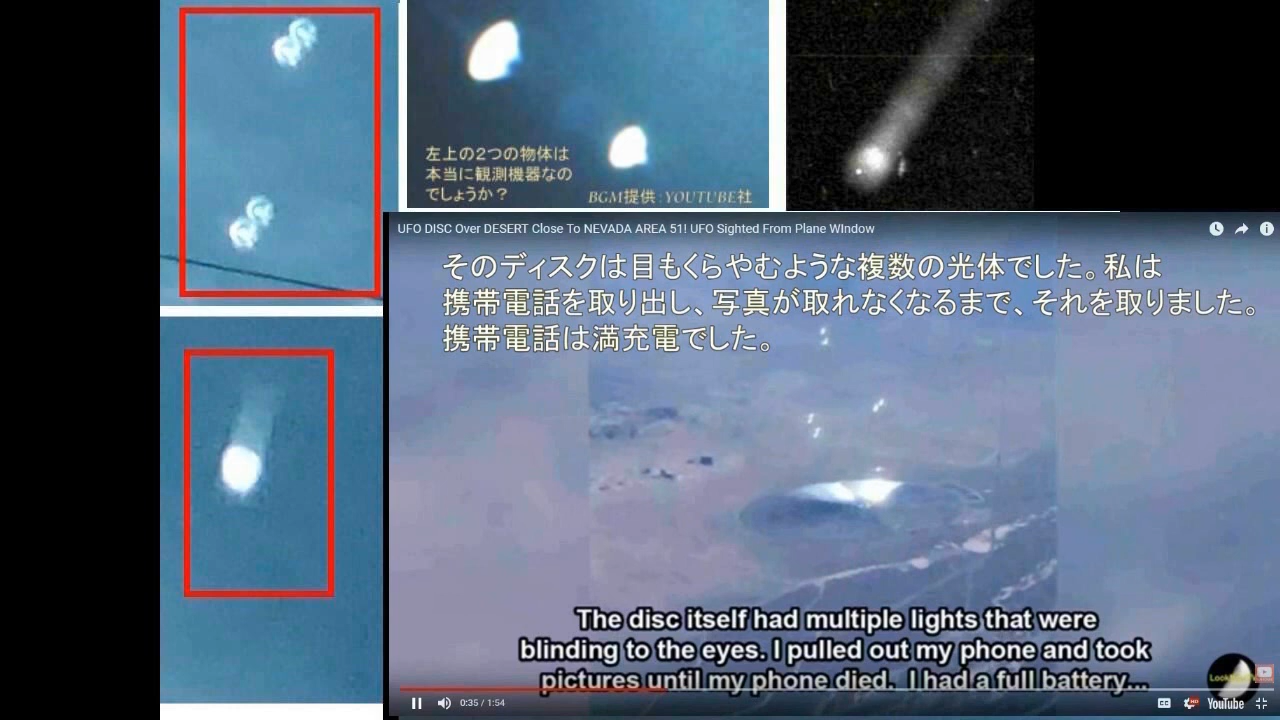 左上の２つの物体は
本当に観測機器なの
でしょうか？
BGM提供：YOUTUBE社
UFO DISC Over DESERT Close To NEVADA AREA 51! UFO Sighted From Plane WIndow
そのディスクは目もくらやむような複数の光体でした。私は
携帯電話を取り出し、写真が取れなくなるまで、それを取りました。
携帯電話は満充電でした。
The disc itself had multiple lights that were
blinding to the eyes. I pulled out my phone and took
pictures until my phone died. I had a full battery...
0:35 / 1:54
CC
HD
YouTube